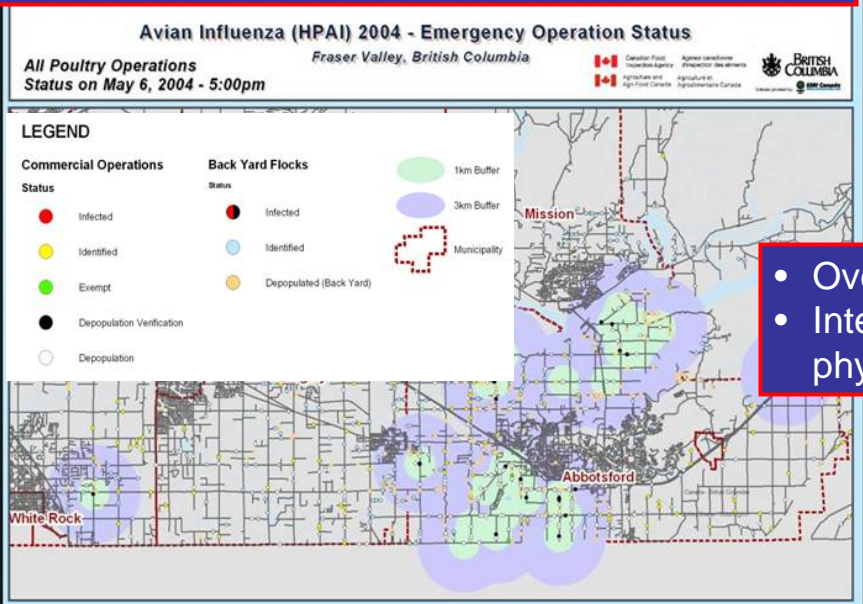 Avian Influenza (HPAI) 2004 - Emergency Operation Status
Fraser Valley, British Columbia
All Poultry Operations
Status on May 6, 2004 - 5:00pm
Canadian Food Inspection Agency
Agence canadienne d'inspection des aliments
Agriculture and Agri-Food Canada
Agriculture et Agroalimentaire Canada
BRITISH
COLUMBIA
LEGEND
Commercial Operations
Status
Infected
Identified
Exempt
Depopulation Verification
Depopulation
Back Yard Flocks
Status
Infected
Identified
Depopulated (Back Yard)
1km Buffer
3km Buffer
Municipality
Mission
Abbotsford
White Rock
• Ove
• Inte
phy